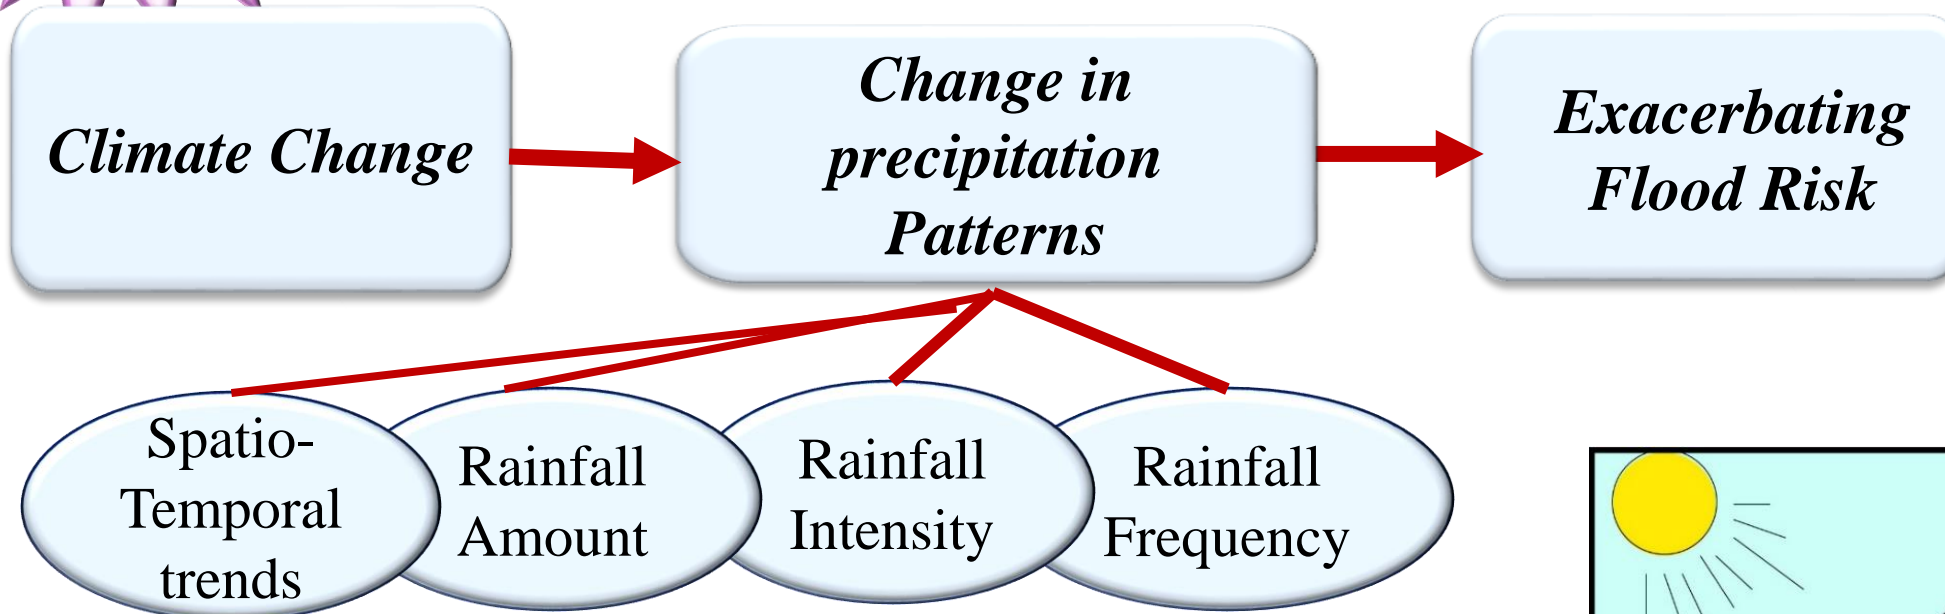 Climate Change
Change in
precipitation
Patterns
Exacerbating
Flood Risk
Spatio-
Temporal
trends
Rainfall
Amount
Rainfall
Intensity
Rainfall
Frequency